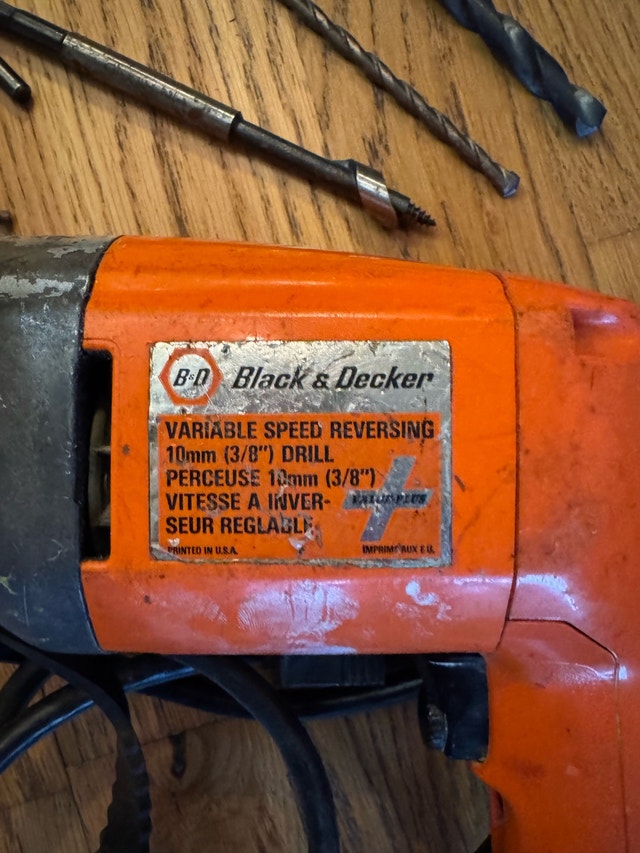 B&D Black & Decker
VARIABLE SPEED REVERSING
10mm (3/8") DRILL
PERCEUSE 10mm (3/8")
VITESSE A INVER-
SEUR REGLABLE
VALUE-PLUS
PRINTED IN U.S.A. IMPRIMÉ AUX E.U.